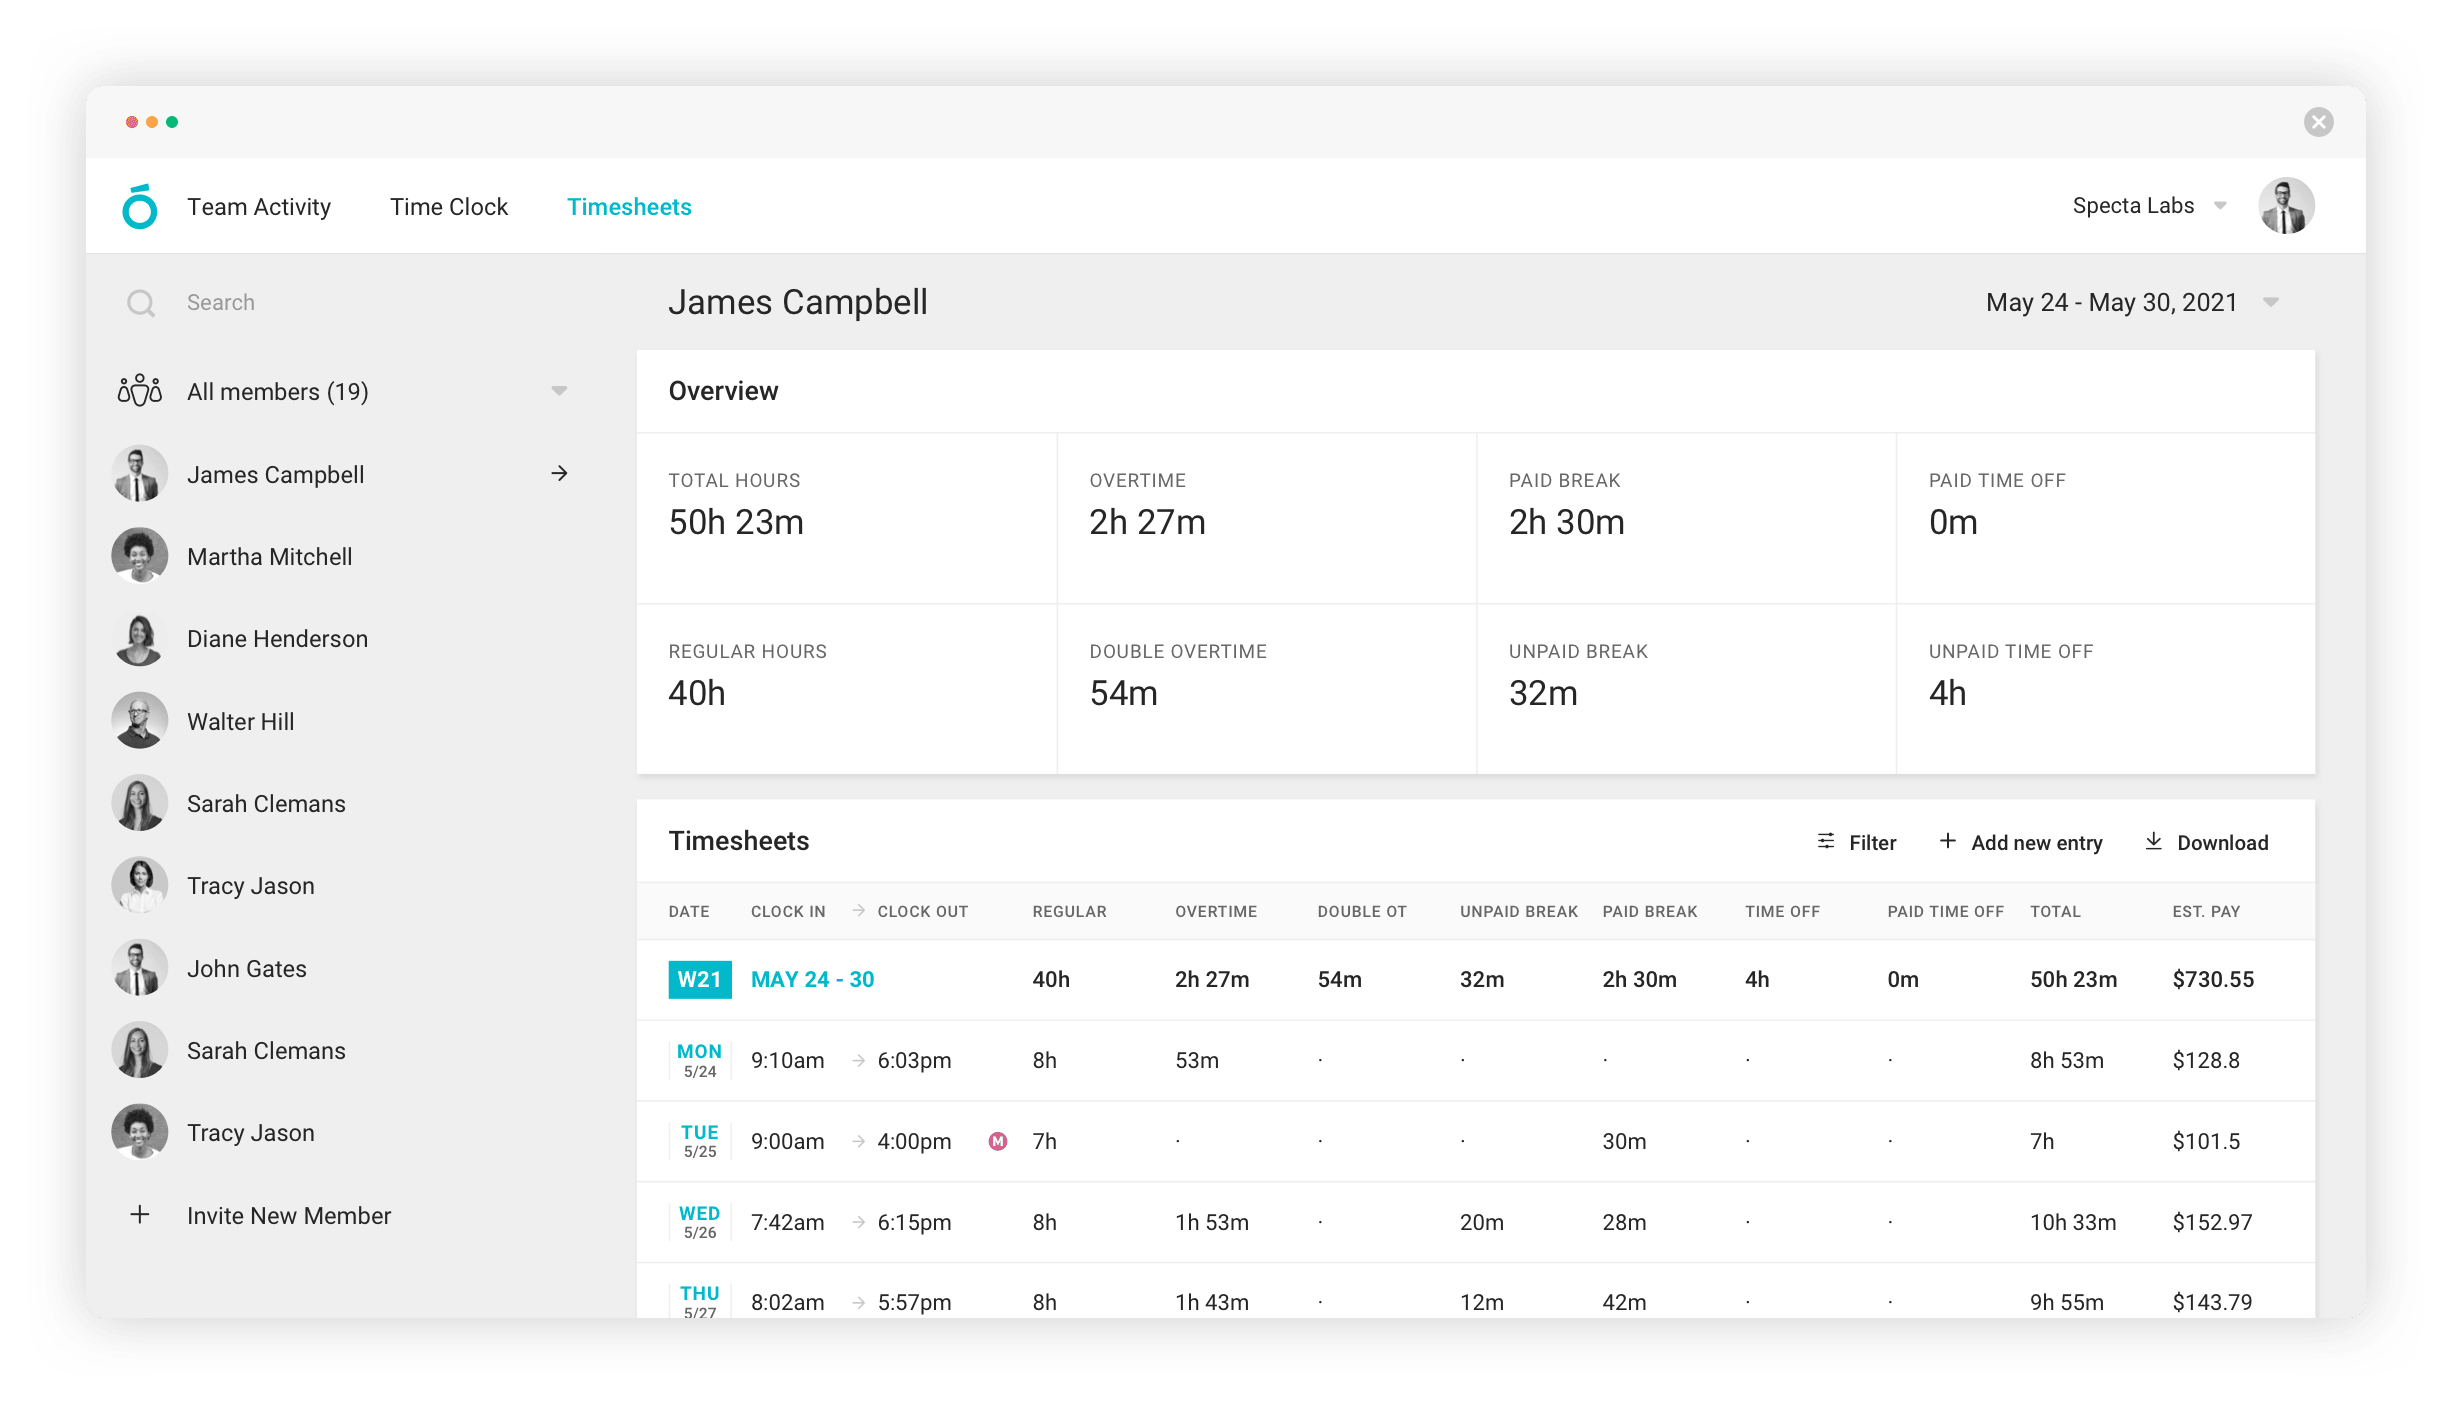 Team Activity Time Clock Timesheets Specta Labs
Search
All members (19)
James Campbell
Martha Mitchell
Diane Henderson
Walter Hill
Sarah Clemans
Tracy Jason
John Gates
Sarah Clemans
Tracy Jason
Invite New Member
James Campbell May 24 - May 30, 2021
Overview
TOTAL HOURS OVERTIME PAID BREAK PAID TIME OFF
50h 23m 2h 27m 2h 30m 0m
REGULAR HOURS DOUBLE OVERTIME UNPAID BREAK UNPAID TIME OFF
40h 54m 32m 4h
Timesheets Filter Add new entry Download
DATE CLOCK IN → CLOCK OUT REGULAR OVERTIME DOUBLE OT UNPAID BREAK PAID BREAK TIME OFF PAID TIME OFF TOTAL EST. PAY
W21 MAY 24 - 30 40h 2h 27m 54m 32m 2h 30m 4h 0m 50h 23m $730.55
MON 5/24 9:10am → 6:03pm 8h 53m · · · · · 8h 53m $128.8
TUE 5/25 9:00am → 4:00pm M 7h · · · 30m · · 7h $101.5
WED 5/26 7:42am → 6:15pm 8h 1h 53m · 20m 28m · · 10h 33m $152.97
THU 5/27 8:02am → 5:57pm 8h 1h 43m · 12m 42m · · 9h 55m $143.79